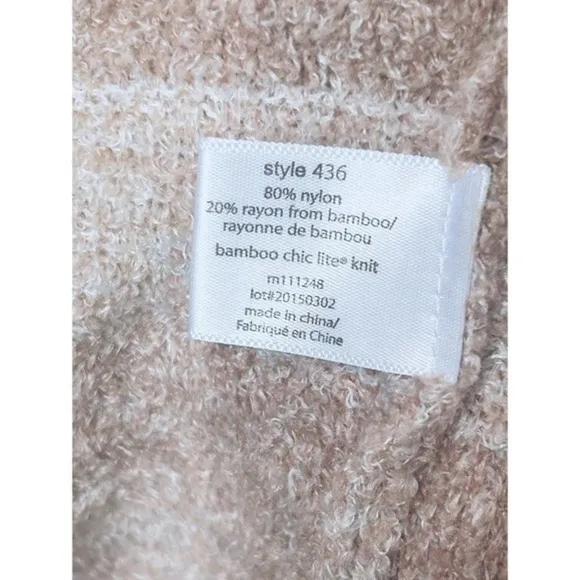 style 436
80% nylon
20% rayon from bamboo/
rayonne de bambou
bamboo chic lite® knit
rn111248
lot#20150302
made in china/
Fabriqué en Chine